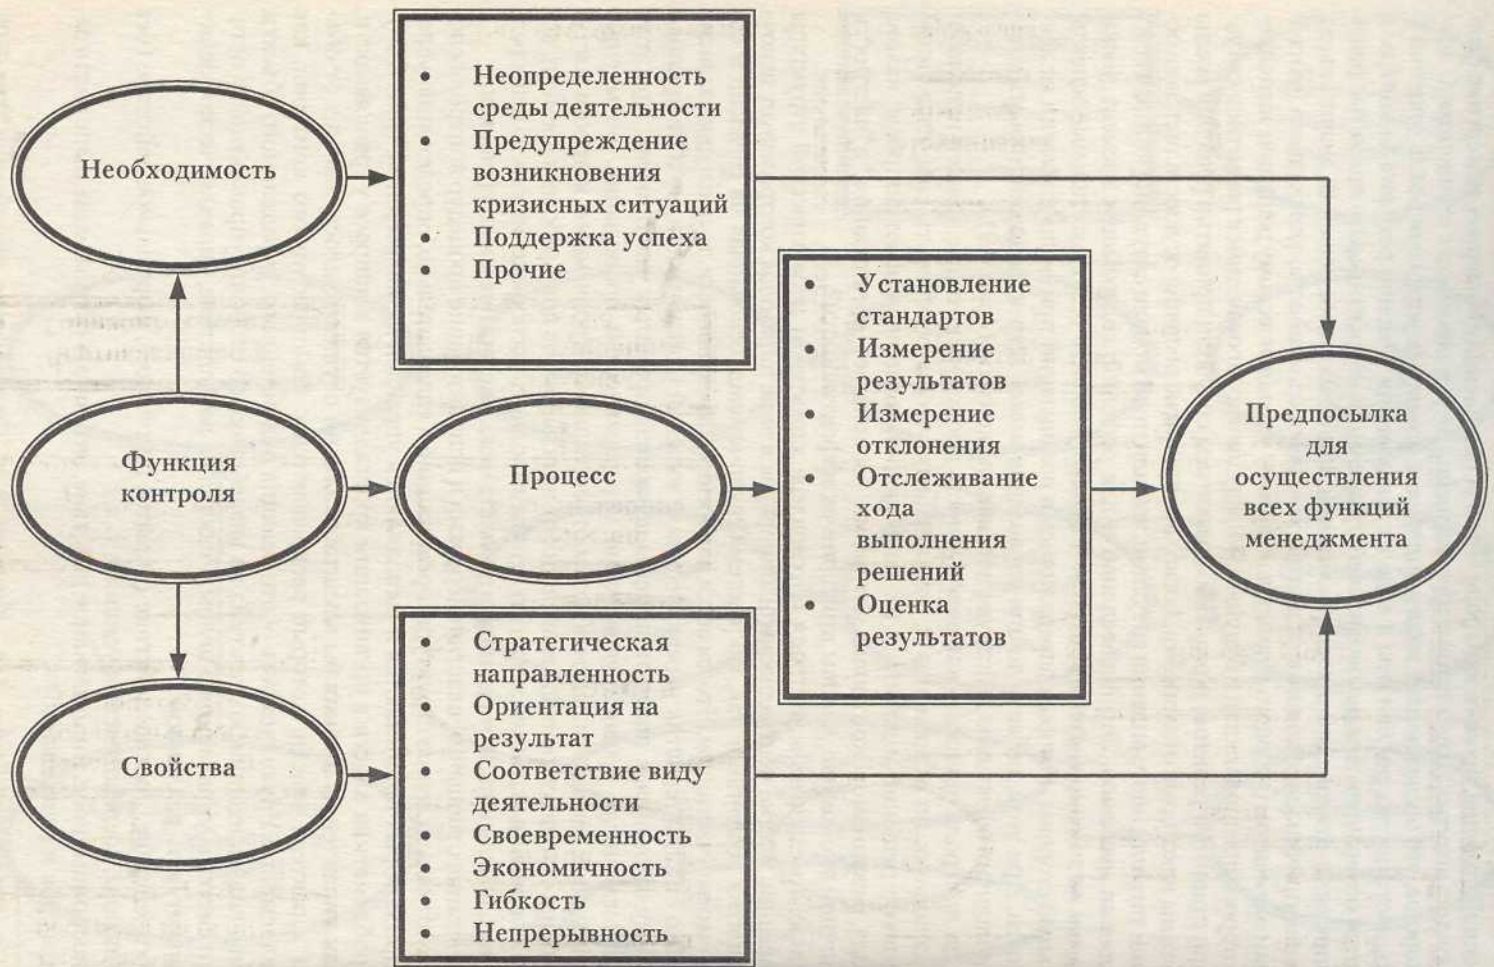 Необходимость
• Неопределенность
среды деятельности
• Предупреждение
возникновения
кризисных ситуаций
• Поддержка успеха
• Прочие
Функция
контроля
Процесс
• Установление
стандартов
• Измерение
результатов
• Измерение
отклонения
• Отслеживание
хода
выполнения
решений
• Оценка
результатов
Предпосылка
для
осуществления
всех функций
менеджмента
Свойства
• Стратегическая
направленность
• Ориентация на
результат
• Соответствие виду
деятельности
• Своевременность
• Экономичность
• Гибкость
• Непрерывность